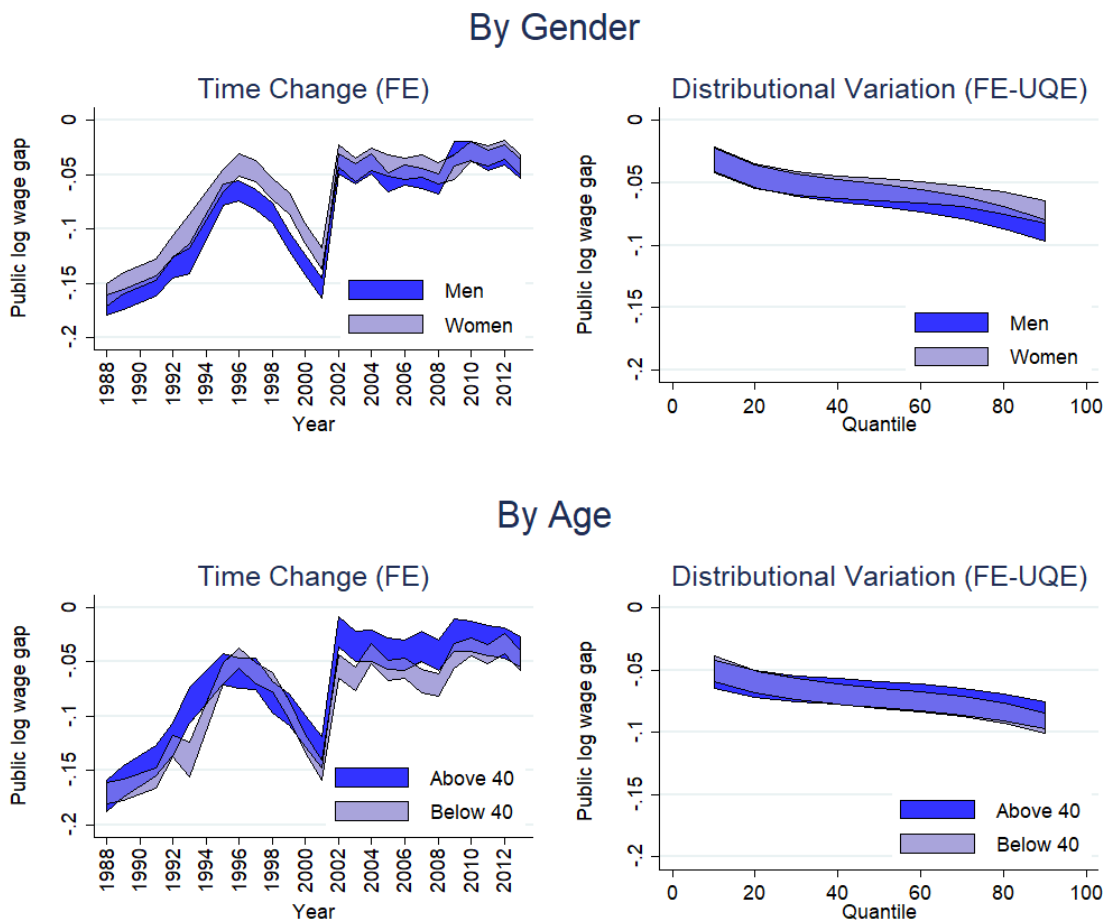 By Gender
Time Change (FE)
Public log wage gap
0
-.05
-.1
-.15
-.2
1988
1990
1992
1994
1996
1998
2000
2002
2004
2006
2008
2010
2012
Year
Men
Women
Distributional Variation (FE-UQE)
Public log wage gap
0
-.05
-.1
-.15
-.2
0 20 40 60 80 100
Quantile
Men
Women
By Age
Time Change (FE)
Public log wage gap
0
-.05
-.1
-.15
-.2
1988
1990
1992
1994
1996
1998
2000
2002
2004
2006
2008
2010
2012
Year
Above 40
Below 40
Distributional Variation (FE-UQE)
Public log wage gap
0
-.05
-.1
-.15
-.2
0 20 40 60 80 100
Quantile
Above 40
Below 40